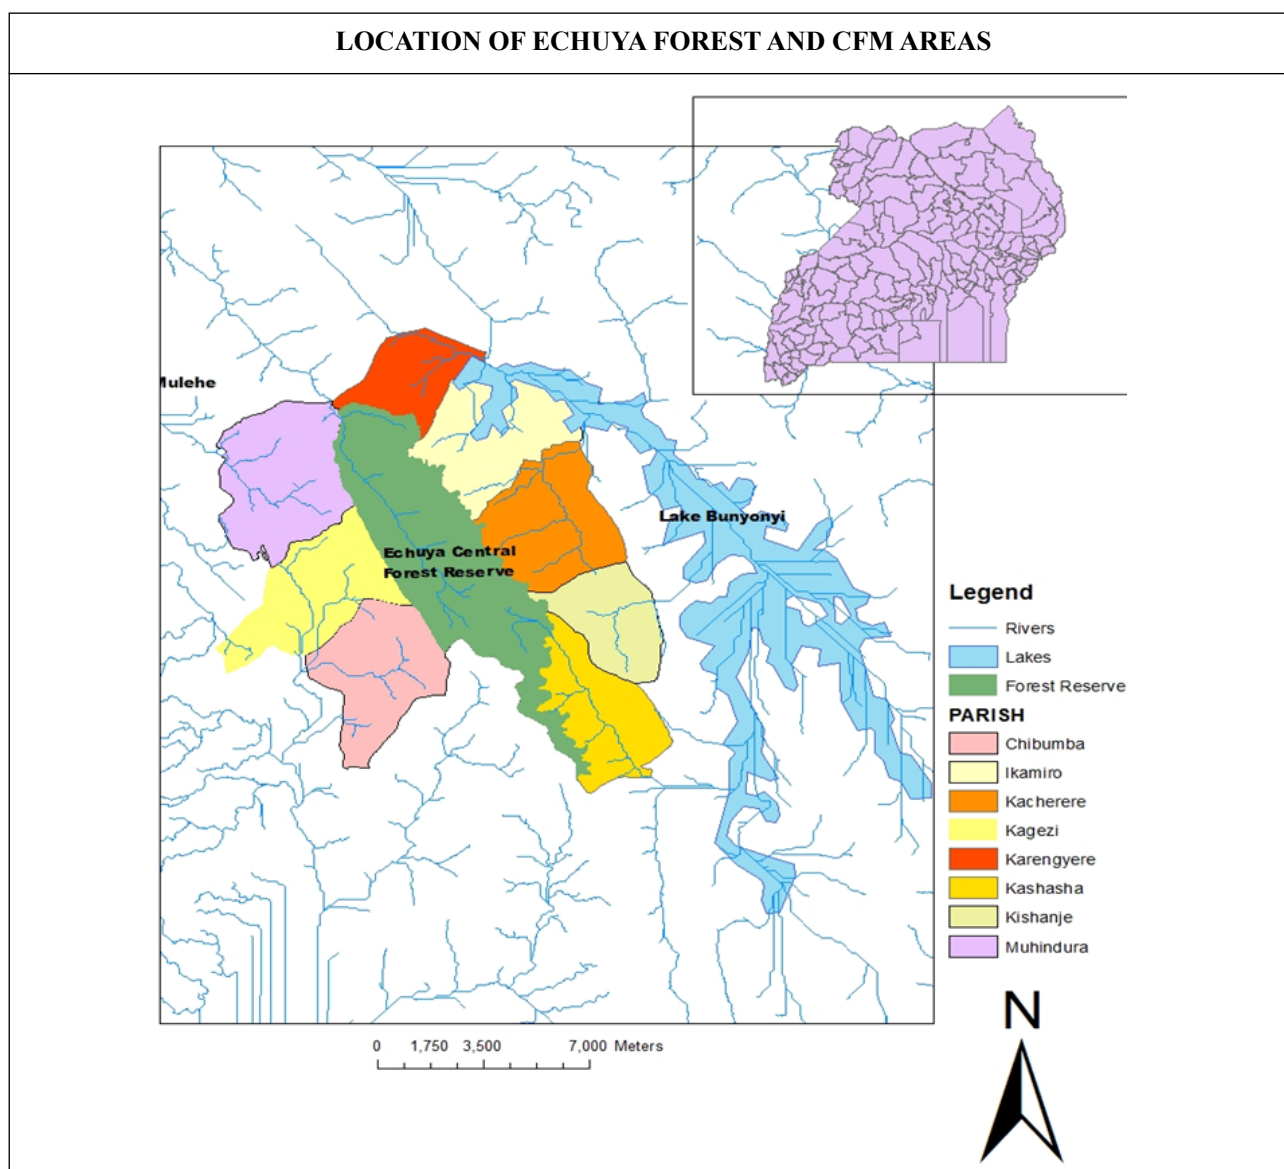 LOCATION OF ECHUYA FOREST AND CFM AREAS
Mulehe
Lake Bunyonyi
Echuya Central
Forest Reserve
Legend
Rivers
Lakes
Forest Reserve
PARISH
Chibumba
Ikamiro
Kacherere
Kagezi
Karengyere
Kashasha
Kishanje
Muhindura
N
0 1,750 3,500 7,000 Meters